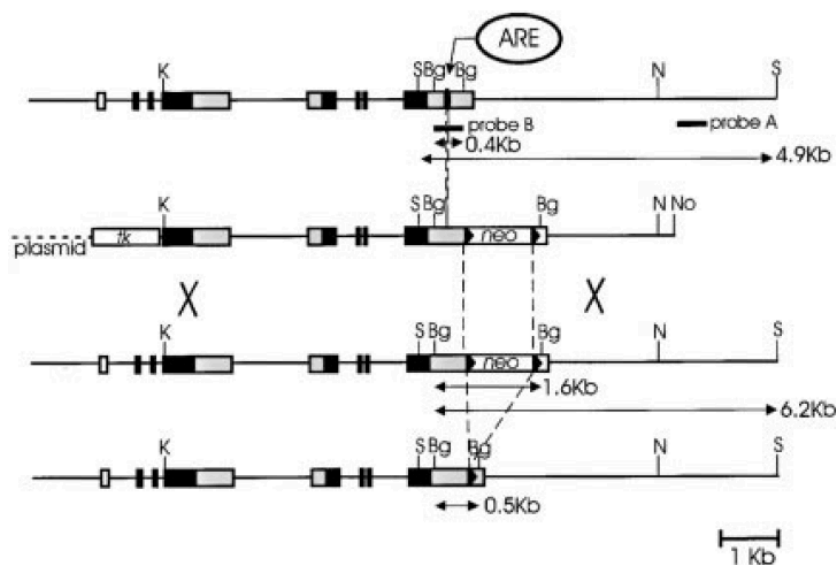 ARE
K S Bg Bg N S
probe B probe A
0.4Kb
4.9Kb
K S Bg Bg N No
plasmid tk neo
X X
K S Bg Bg N S
neo
1.6Kb
6.2Kb
K S Bg Bg N S
0.5Kb
1 Kb